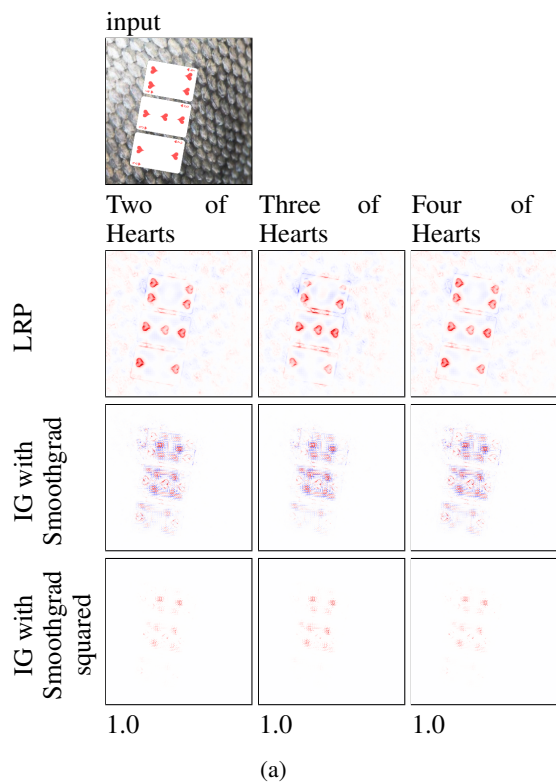 input
Two of
Hearts
Three of
Hearts
Four of
Hearts
LRP
IG with
Smoothgrad
IG with
Smoothgrad
squared
1.0
1.0
1.0
(a)